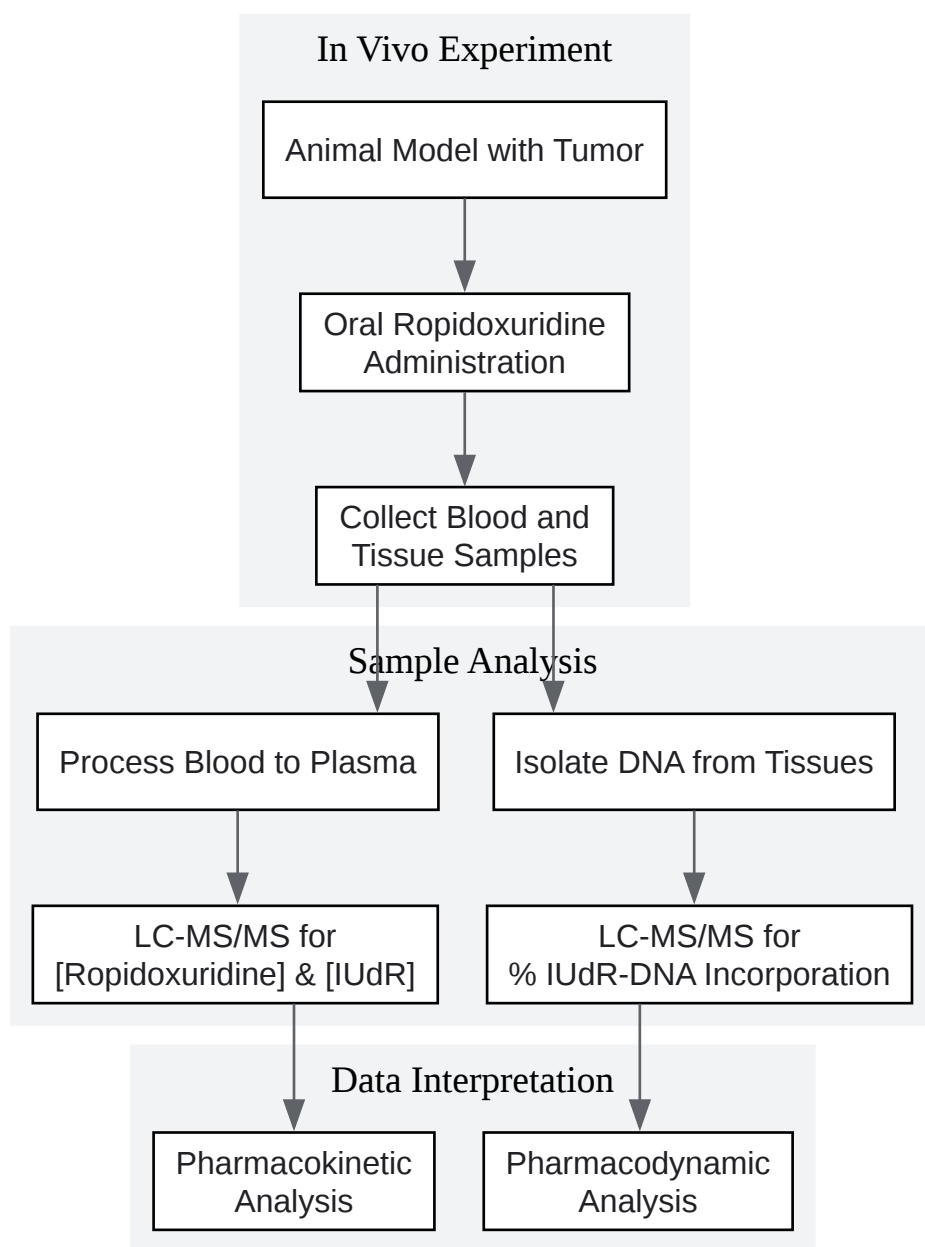 In Vivo Experiment
Animal Model with Tumor
Oral Ropidoxuridine
Administration
Collect Blood and
Tissue Samples
Sample Analysis
Process Blood to Plasma
Isolate DNA from Tissues
LC-MS/MS for
[Ropidoxuridine] & [IUdR]
LC-MS/MS for
% IUdR-DNA Incorporation
Data Interpretation
Pharmacokinetic
Analysis
Pharmacodynamic
Analysis